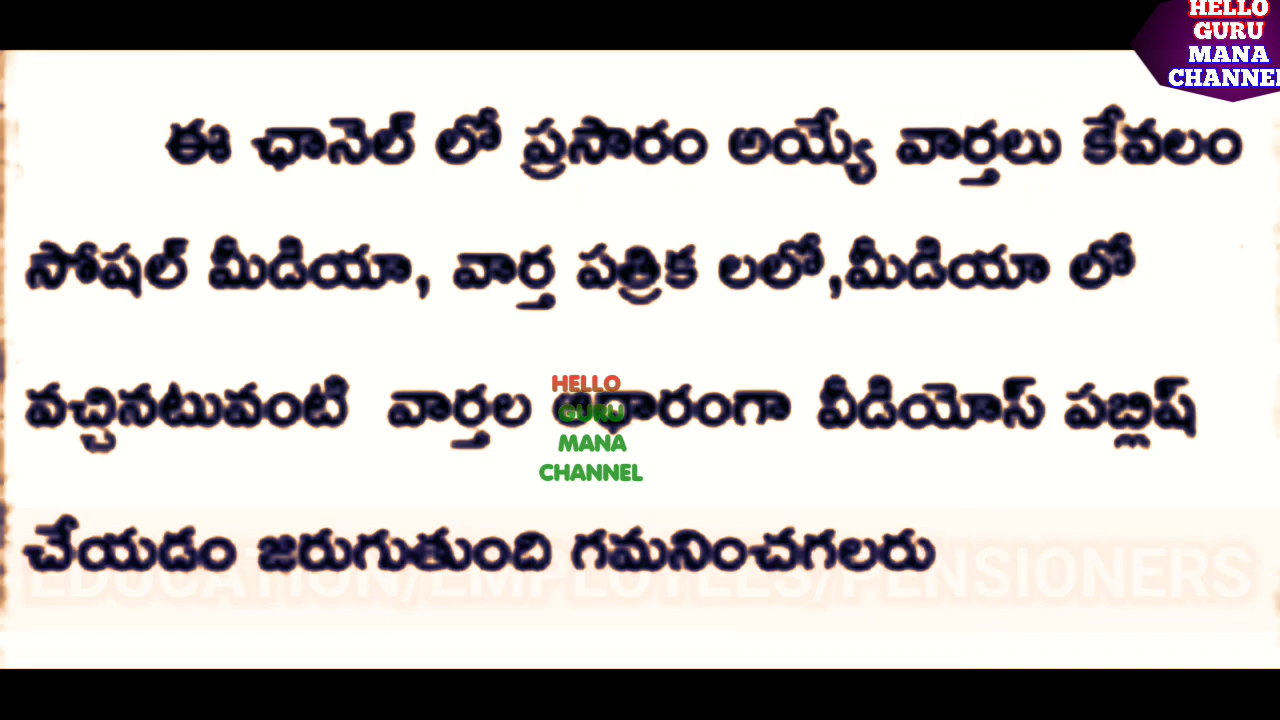 HELLO
GURU
MANA
CHANNEL
ఈ ఛానెల్ లో ప్రసారం అయ్యే వార్తలు కేవలం
సోషల్ మీడియా, వార్త పత్రిక లలో,మీడియా లో
వచ్చినటువంటి వార్తల ఆధారంగా వీడియోస్ పబ్లిష్
HELLO
GURU
MANA
CHANNEL
చేయడం జరుగుతుంది గమనించగలరు
EDUCATION/EMPLOYEES/PENSIONERS